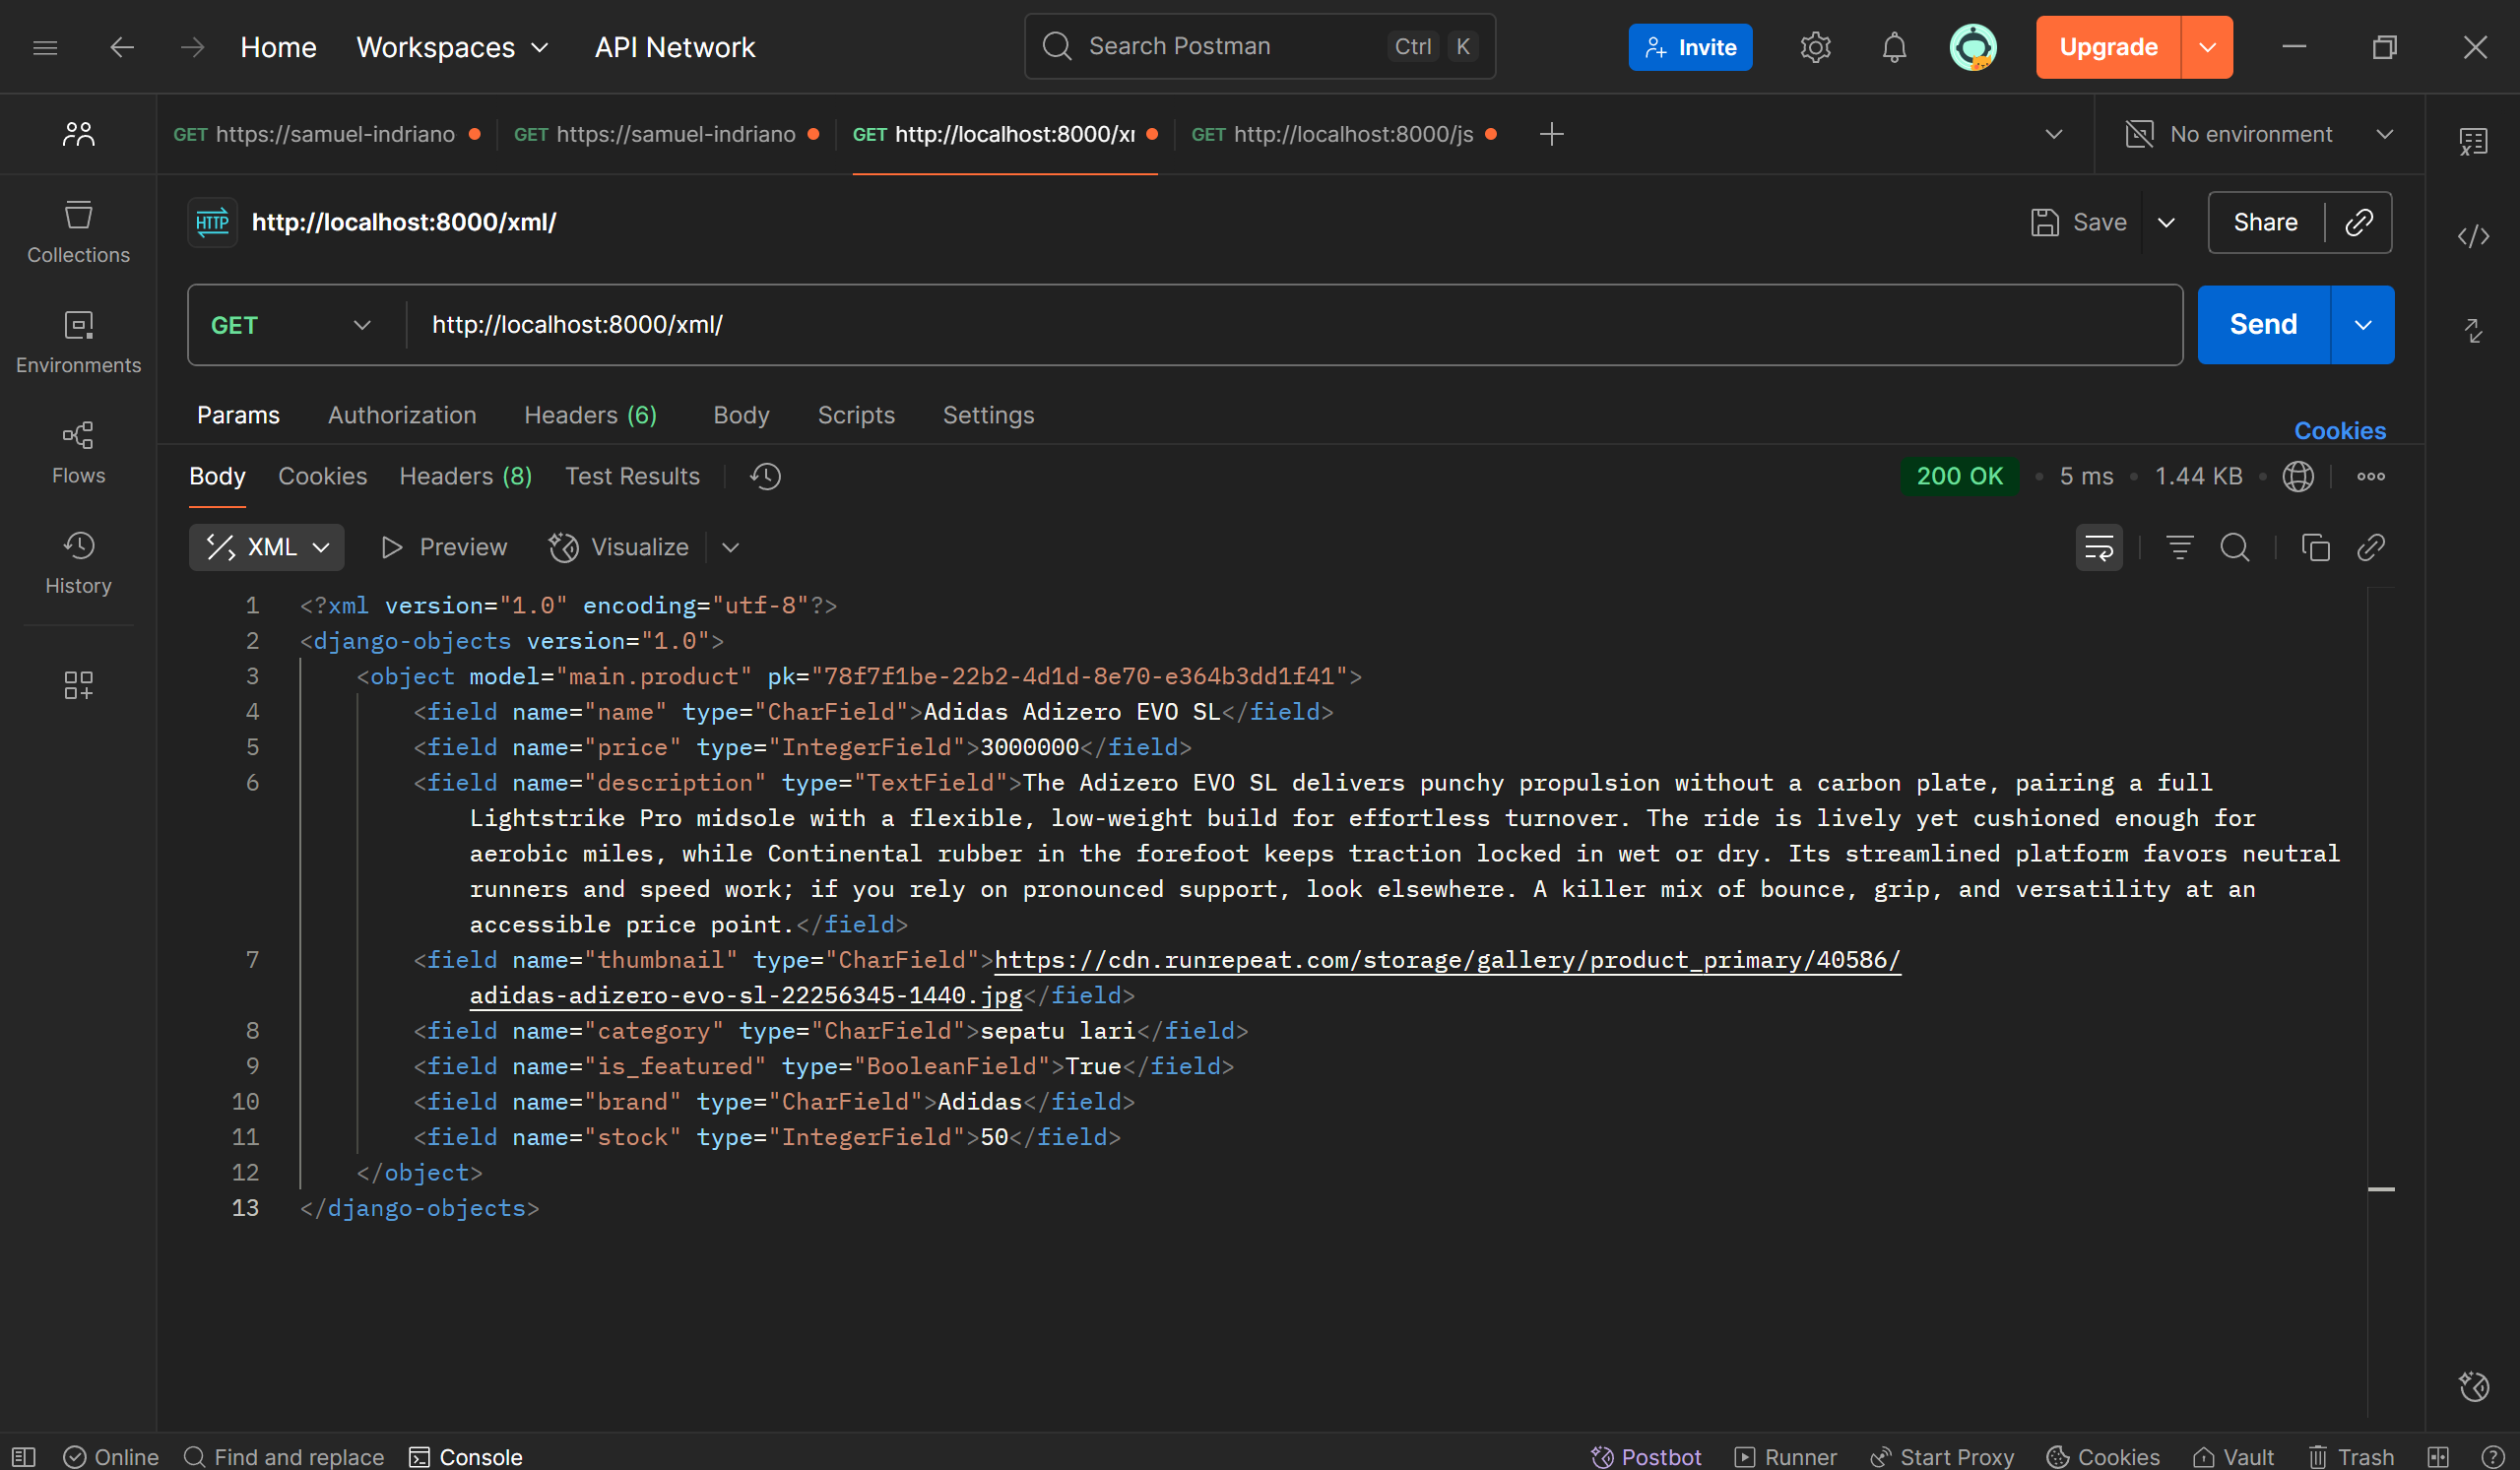 Home Workspaces API Network Search Postman Ctrl K Invite Upgrade
GET https://samuel-indriano GET https://samuel-indriano GET http://localhost:8000/xı GET http://localhost:8000/js No environment
HTTP http://localhost:8000/xml/ Save Share
Collections
GET http://localhost:8000/xml/ Send
Environments
Params Authorization Headers (6) Body Scripts Settings Cookies
Flows
Body Cookies Headers (8) Test Results 200 OK 5 ms 1.44 KB
XML Preview Visualize
History
1 <?xml version="1.0" encoding="utf-8"?>
2 <django-objects version="1.0">
3 <object model="main.product" pk="78f7f1be-22b2-4d1d-8e70-e364b3dd1f41">
4 <field name="name" type="CharField">Adidas Adizero EVO SL</field>
5 <field name="price" type="IntegerField">3000000</field>
6 <field name="description" type="TextField">The Adizero EVO SL delivers punchy propulsion without a carbon plate, pairing a full
Lightstrike Pro midsole with a flexible, low-weight build for effortless turnover. The ride is lively yet cushioned enough for
aerobic miles, while Continental rubber in the forefoot keeps traction locked in wet or dry. Its streamlined platform favors neutral
runners and speed work; if you rely on pronounced support, look elsewhere. A killer mix of bounce, grip, and versatility at an
accessible price point.</field>
7 <field name="thumbnail" type="CharField">https://cdn.runrepeat.com/storage/gallery/product_primary/40586/
adidas-adizero-evo-sl-22256345-1440.jpg</field>
8 <field name="category" type="CharField">sepatu lari</field>
9 <field name="is_featured" type="BooleanField">True</field>
10 <field name="brand" type="CharField">Adidas</field>
11 <field name="stock" type="IntegerField">50</field>
12 </object>
13 </django-objects>
Online Find and replace Console Postbot Runner Start Proxy Cookies Vault Trash